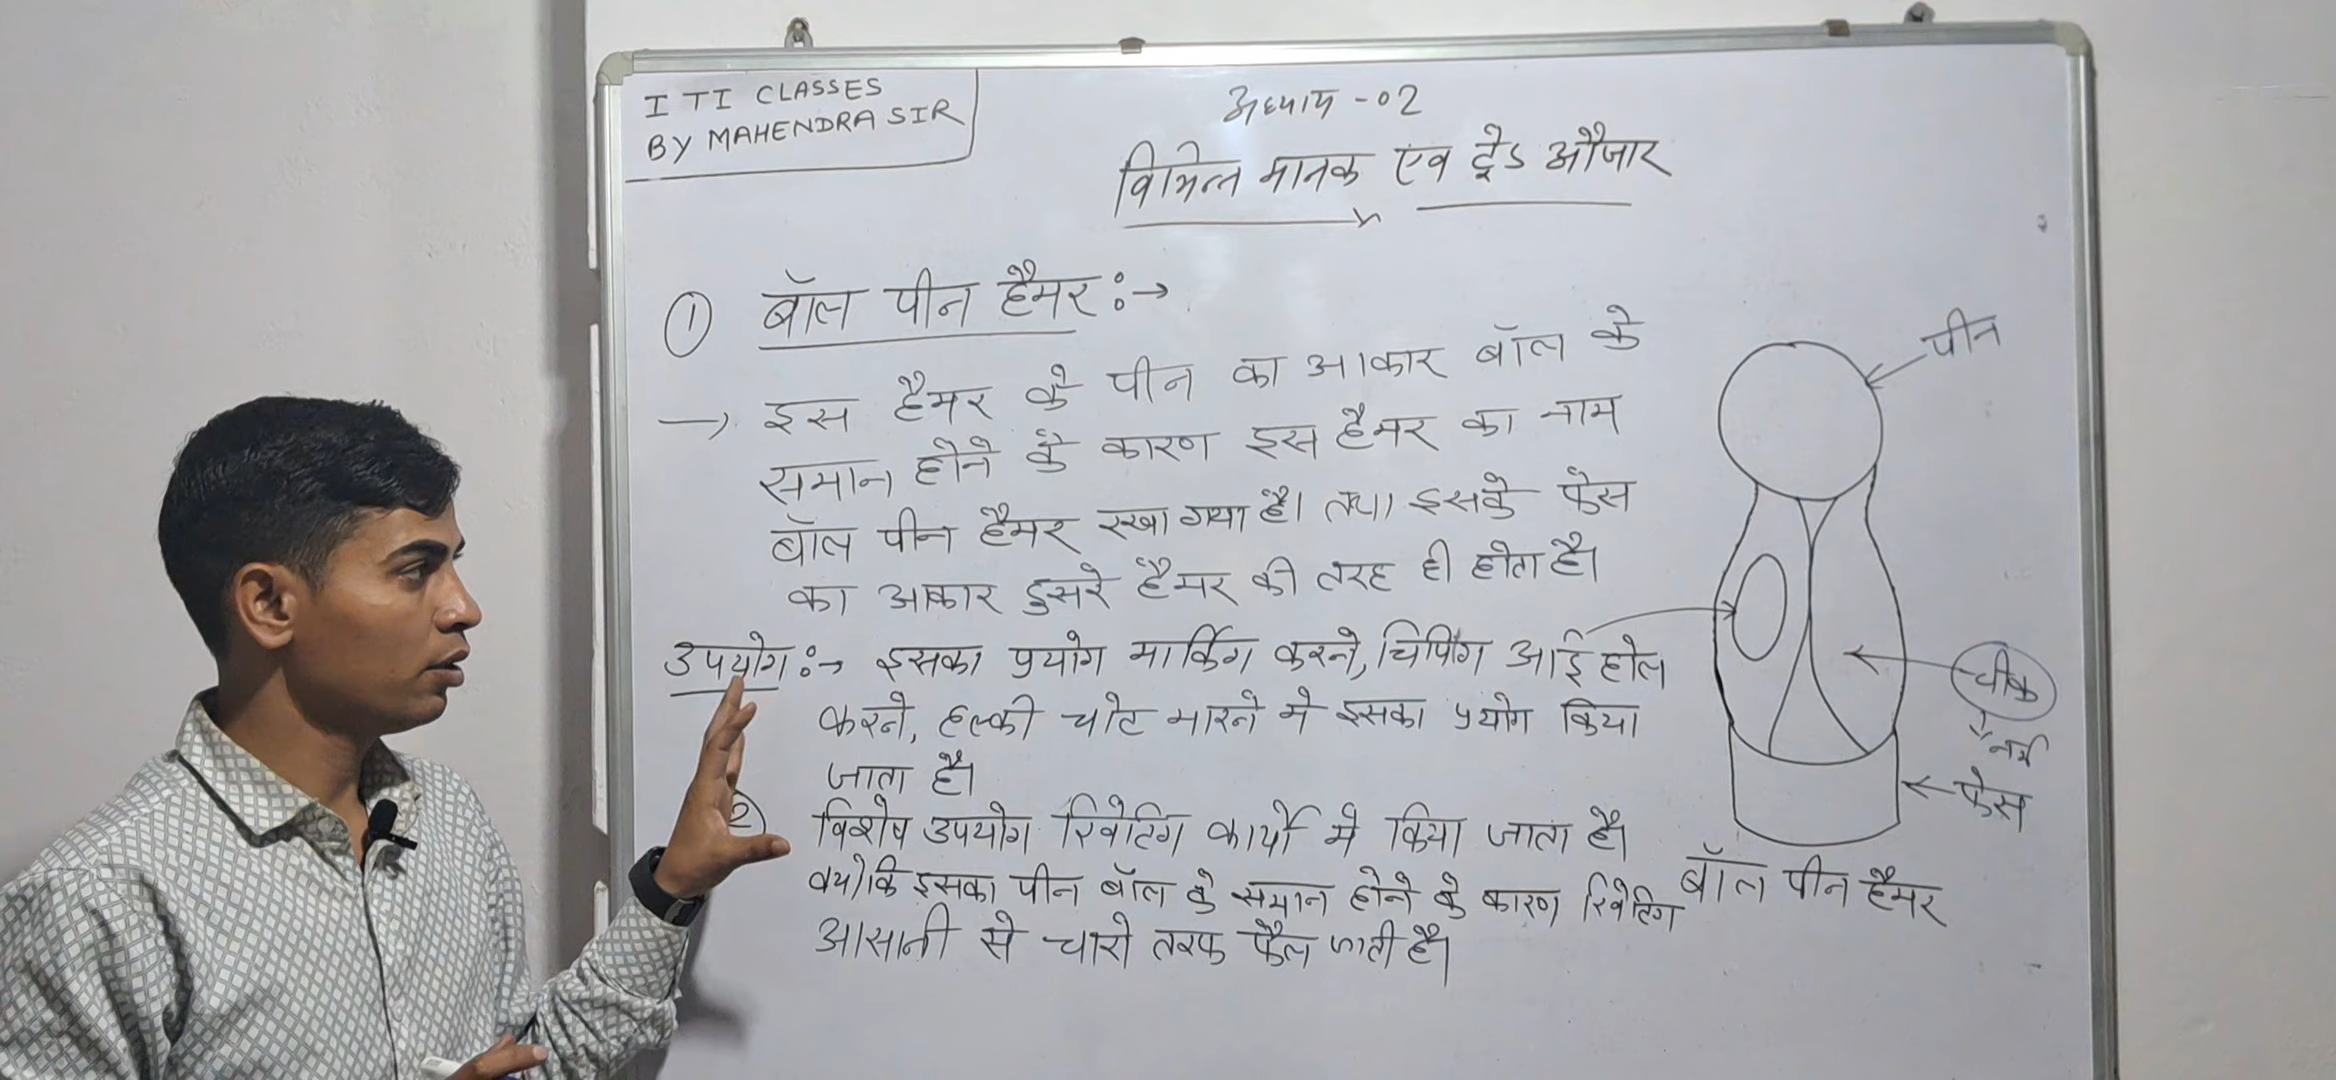 ITI CLASSES
BY MAHENDRA SIR
अध्याय -02
विभिन्न मानक एव ट्रेड औजार
① बॉल पीन हैमर :→
→ इस हैमर के पीन का आकार बॉल के
समान होने के कारण इस हैमर का नाम
बॉल पीन हैमर रखा गया है। तथा इसके फेस
का आकार दुसरे हैमर की तरह ही होता है।
उपयोग :→ इसका प्रयोग मार्किंग करने, चिपिंग आई होल
करने, हल्की चोट मारने मे इसका प्रयोग किया
जाता है।
② विशेष उपयोग रिवेटिंग कार्यो मे किया जाता है।
क्योकि इसका पीन बॉल के समान होने के कारण रिवेटिंग
आसानी से चारो तरफ फैल जाती है।
पीन
चीक
नर्म
फेस
बॉल पीन हैमर